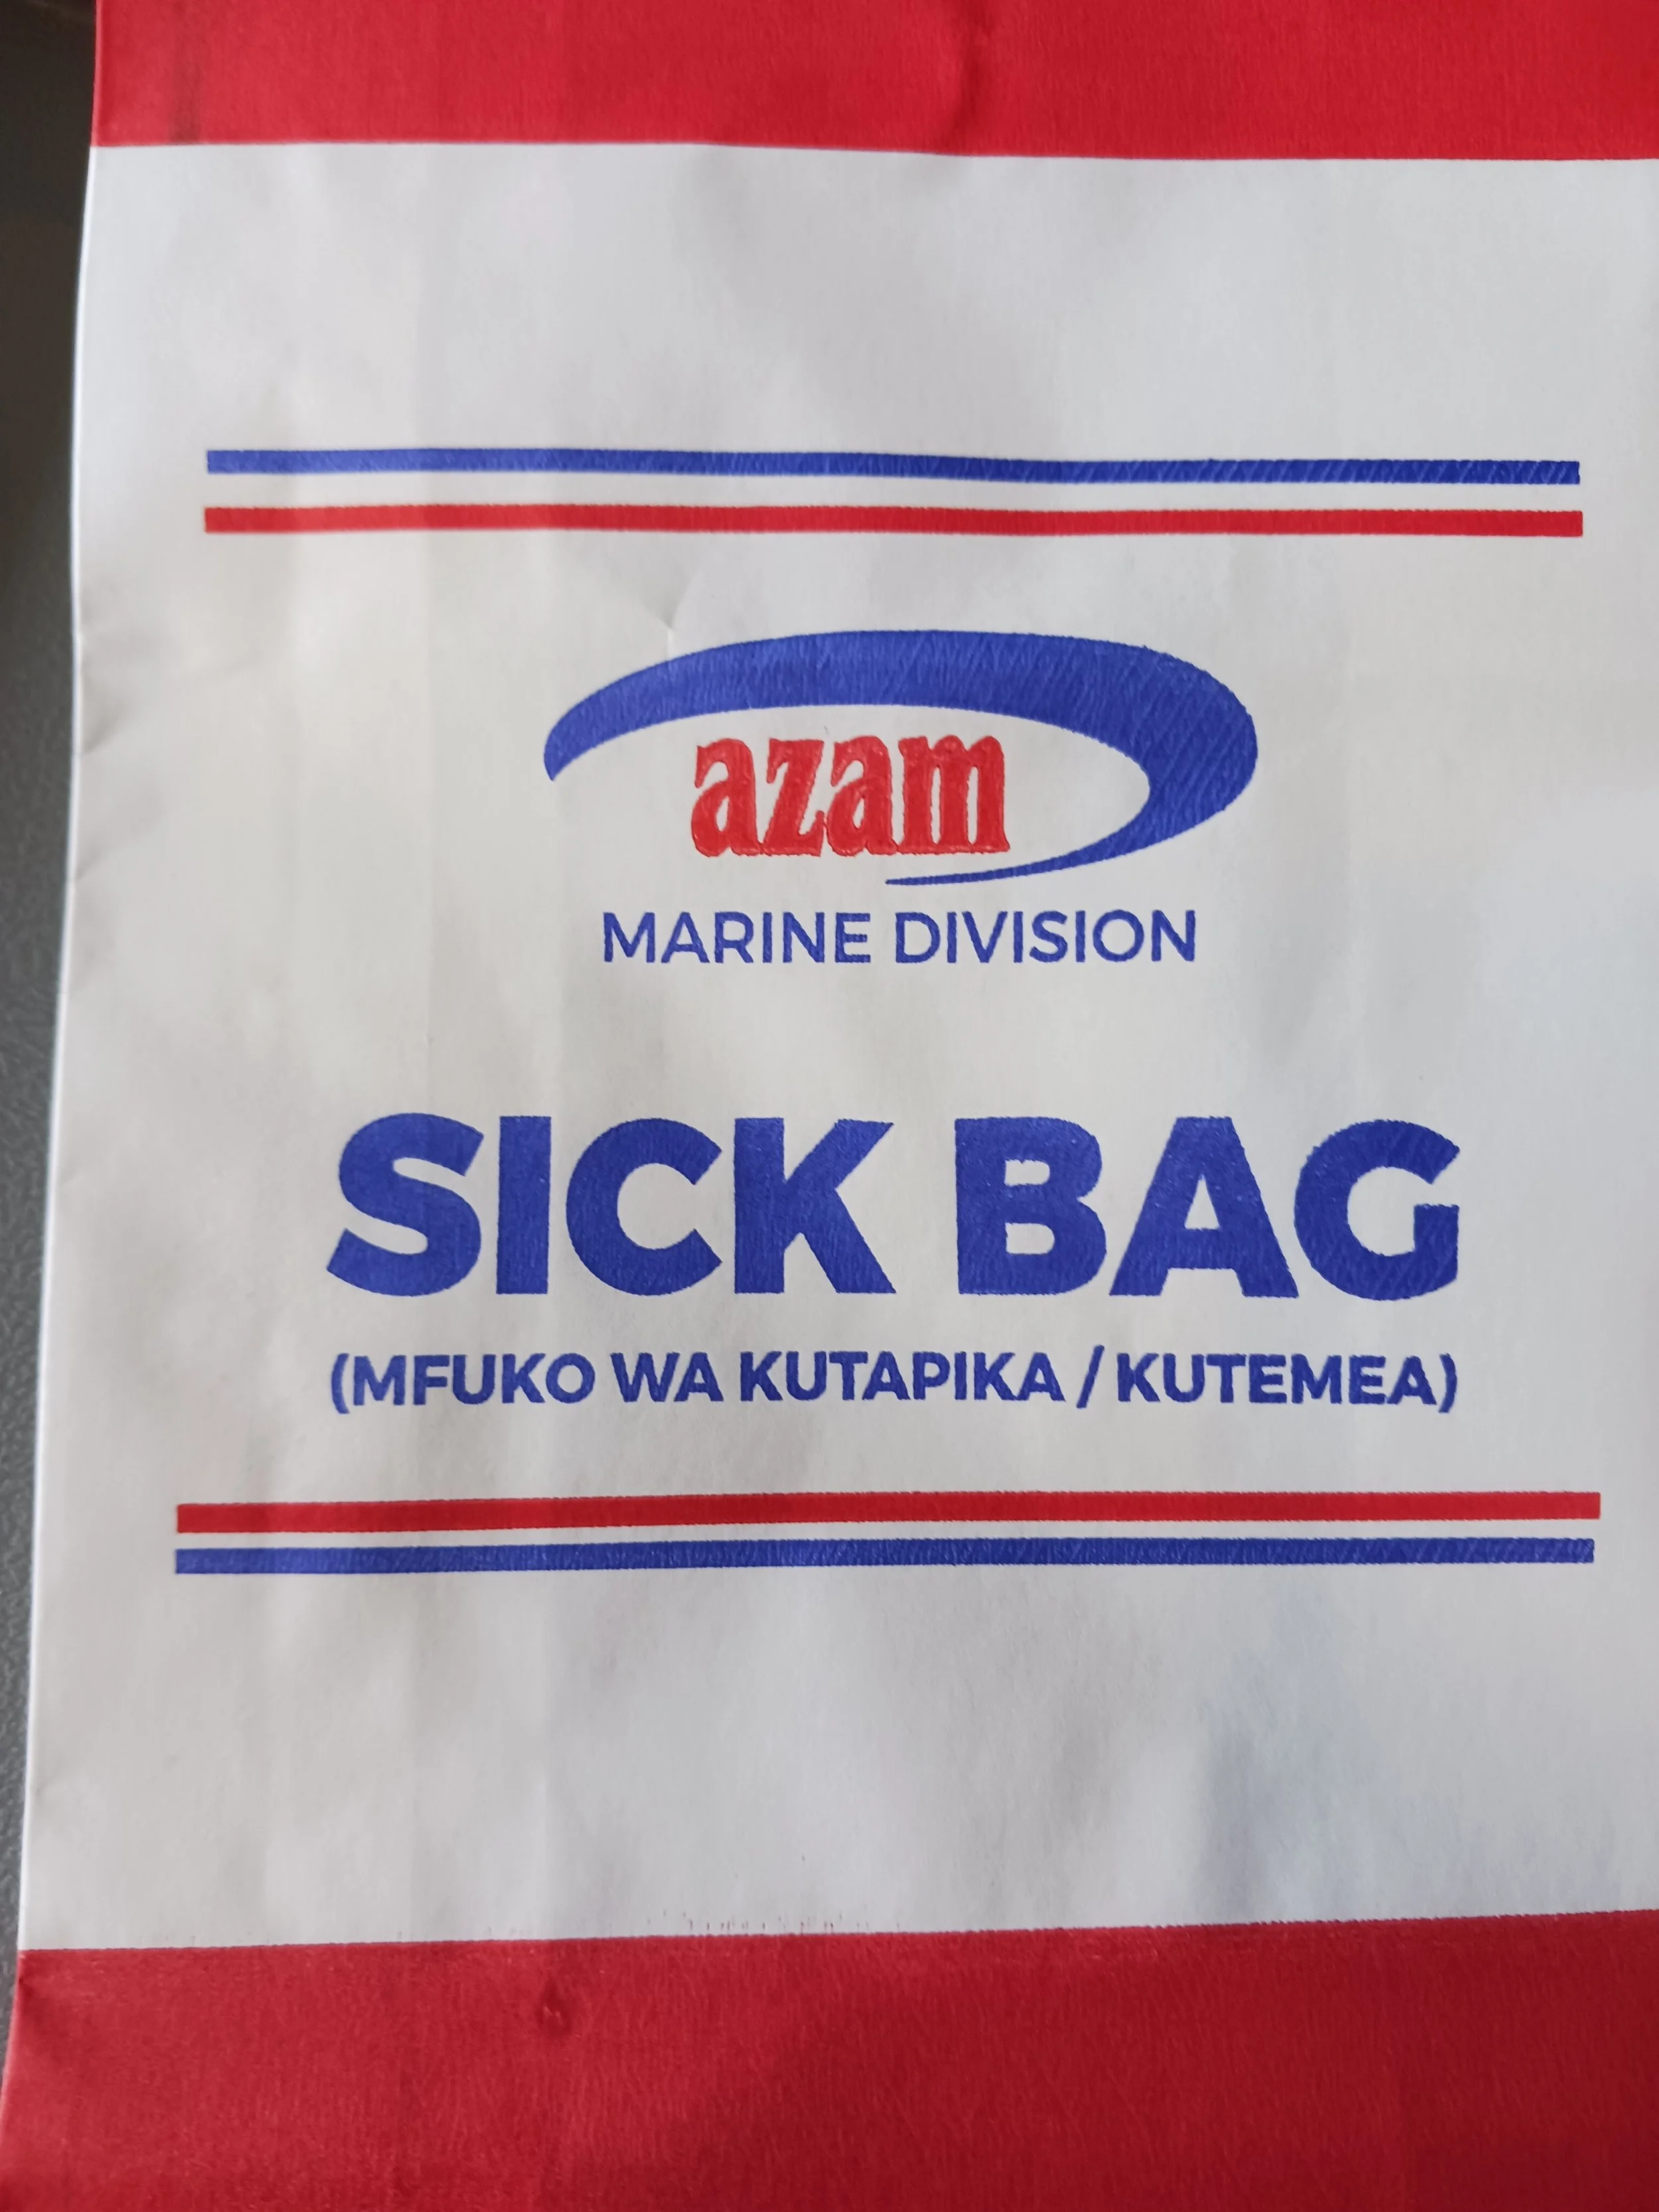 azam
MARINE DIVISION
SICK BAG
(MFUKO WA KUTAPIKA / KUTEMEA)